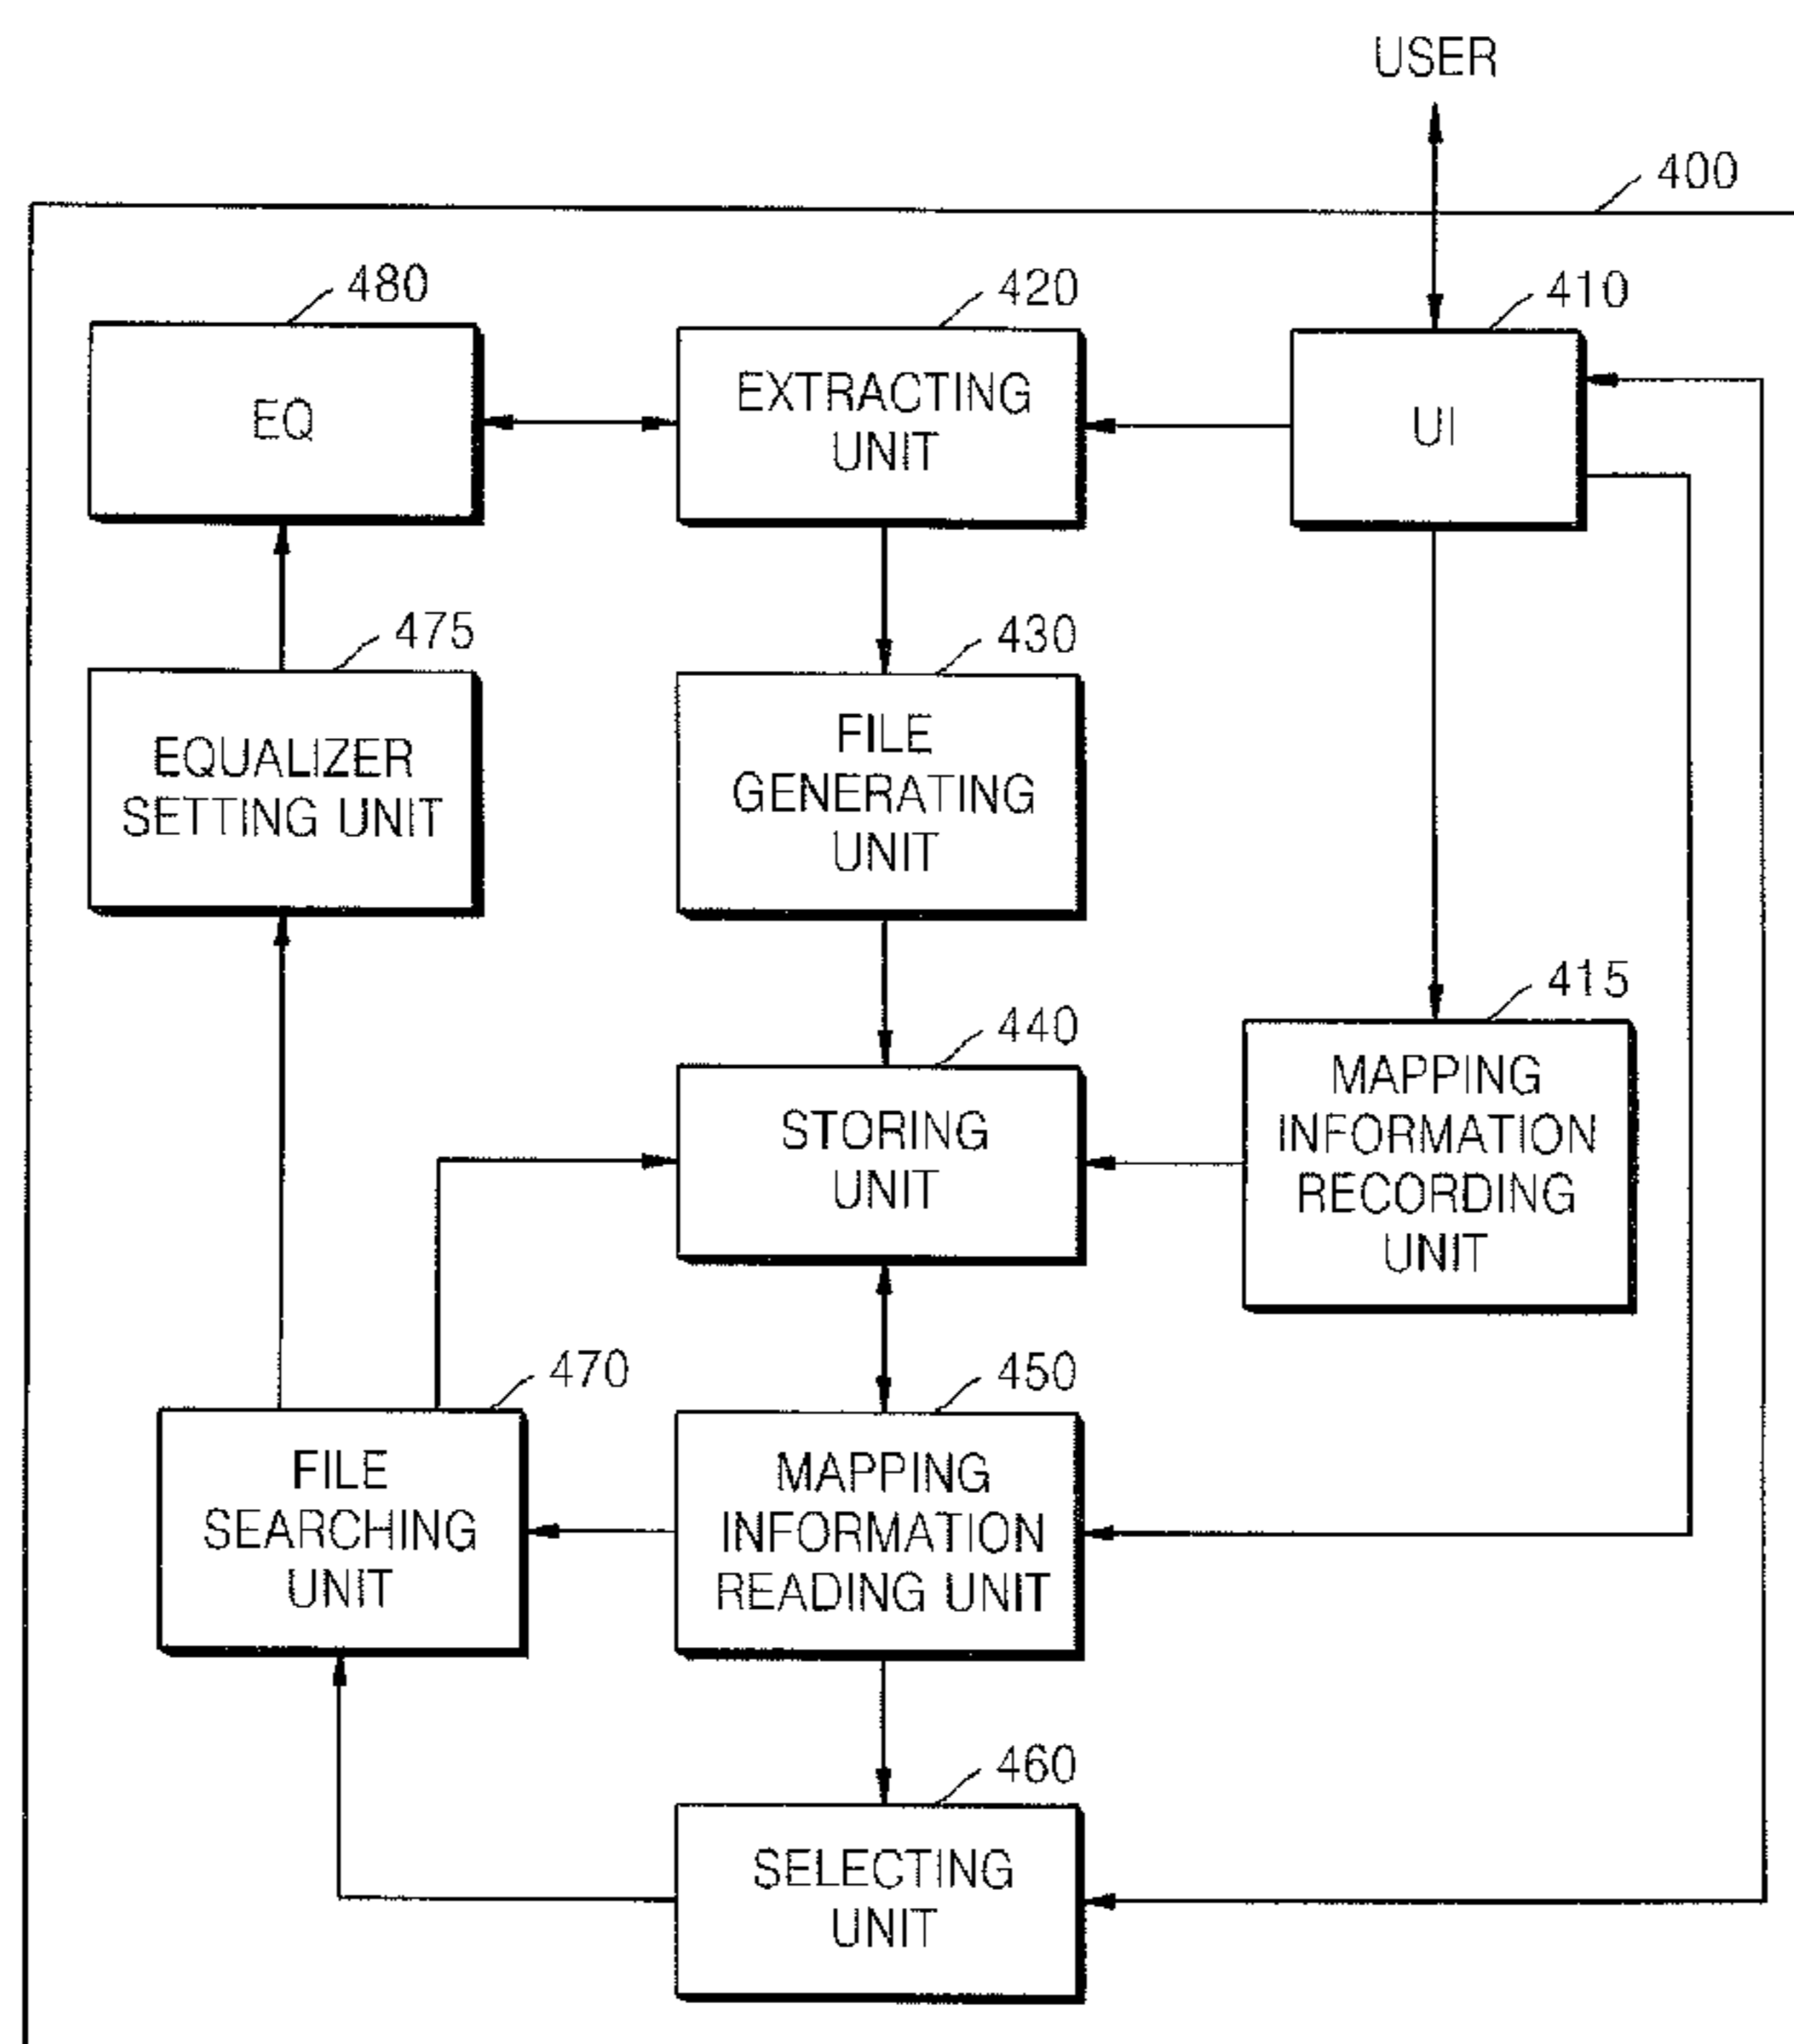 USER
400
480
EQ
420
EXTRACTING
UNIT
410
UI
475
EQUALIZER
SETTING UNIT
430
FILE
GENERATING
UNIT
440
STORING
UNIT
415
MAPPING
INFORMATION
RECORDING
UNIT
470
FILE
SEARCHING
UNIT
450
MAPPING
INFORMATION
READING UNIT
460
SELECTING
UNIT